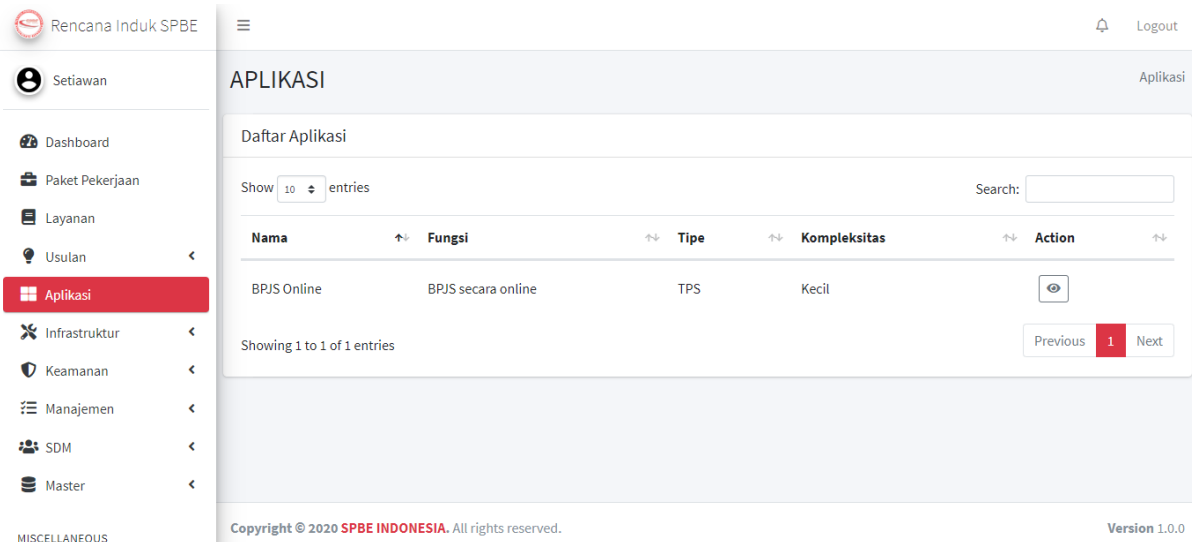 Rencana Induk SPBE
Logout
Setiawan
Dashboard
Paket Pekerjaan
Layanan
Usulan
Aplikasi
Infrastruktur
Keamanan
Manajemen
SDM
Master
MISCELLANEOUS
APLIKASI
Aplikasi
Daftar Aplikasi
Show 10 entries
Search:
Nama Fungsi Tipe Kompleksitas Action
BPJS Online BPJS secara online TPS Kecil
Showing 1 to 1 of 1 entries
Previous 1 Next
Copyright © 2020 SPBE INDONESIA. All rights reserved.
Version 1.0.0